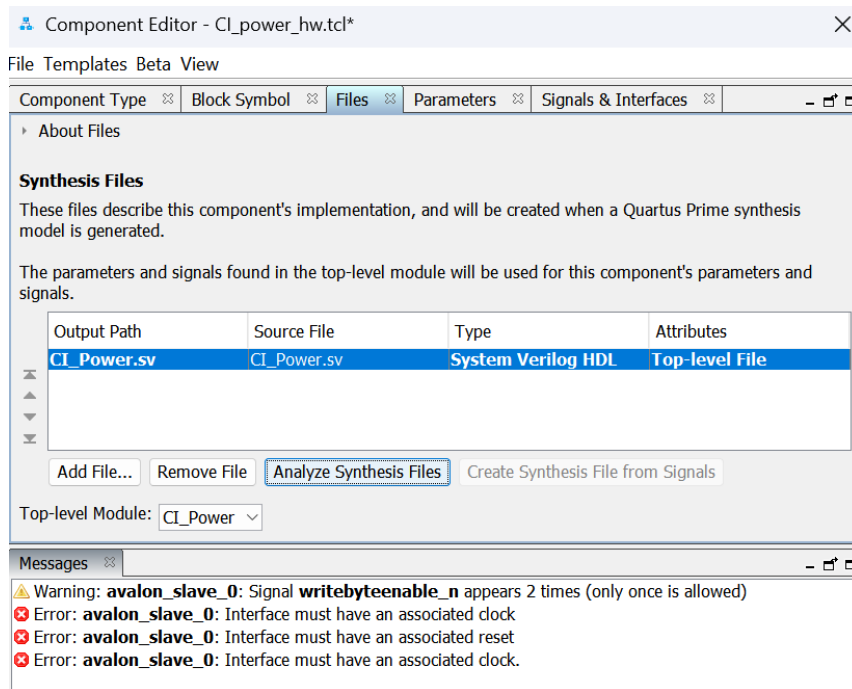 Component Editor - CI_power_hw.tcl*
File Templates Beta View
Component Type Block Symbol Files Parameters Signals & Interfaces
About Files
Synthesis Files
These files describe this component's implementation, and will be created when a Quartus Prime synthesis
model is generated.
The parameters and signals found in the top-level module will be used for this component's parameters and
signals.
Output Path Source File Type Attributes
CI_Power.sv CI_Power.sv System Verilog HDL Top-level File
Add File... Remove File Analyze Synthesis Files Create Synthesis File from Signals
Top-level Module: CI_Power
Messages
Warning: avalon_slave_0: Signal writebyteenable_n appears 2 times (only once is allowed)
Error: avalon_slave_0: Interface must have an associated clock
Error: avalon_slave_0: Interface must have an associated reset
Error: avalon_slave_0: Interface must have an associated clock.